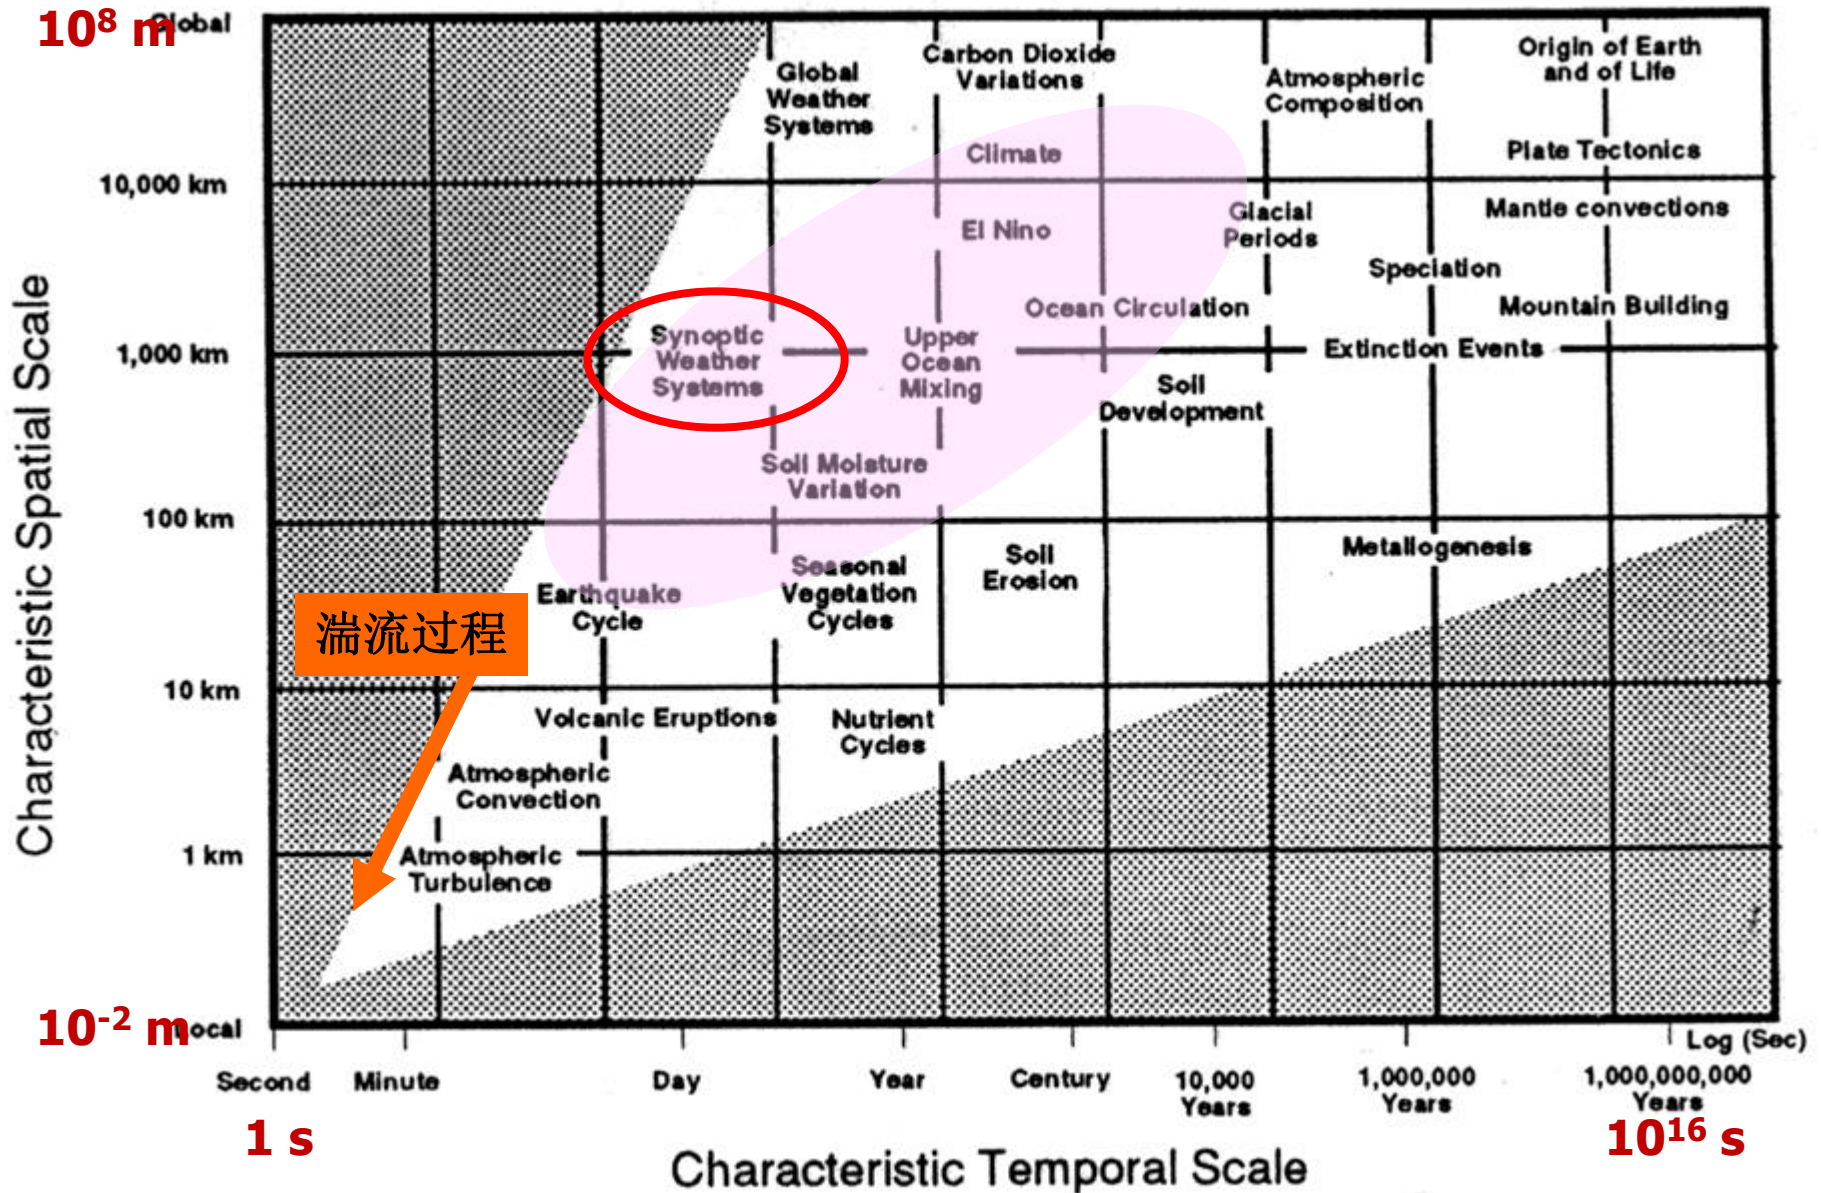 10⁸ m
Global
10,000 km
1,000 km
100 km
10 km
1 km
10⁻² m
Local
Characteristic Spatial Scale
Global
Weather
Systems
Carbon Dioxide
Variations
Climate
Atmospheric
Composition
Origin of Earth
and of Life
Plate Tectonics
El Nino
Glacial
Periods
Mantle convections
Speciation
Ocean Circulation
Mountain Building
Synoptic
Weather
Systems
Upper
Ocean
Mixing
Extinction Events
Soil
Development
Soil Moisture
Variation
Metallogenesis
Earthquake
Cycle
Seasonal
Vegetation
Cycles
Soil
Erosion
湍流过程
Volcanic Eruptions
Nutrient
Cycles
Atmospheric
Convection
Atmospheric
Turbulence
Log (Sec)
Second
Minute
Day
Year
Century
10,000
Years
1,000,000
Years
1,000,000,000
Years
1 s
10¹⁶ s
Characteristic Temporal Scale